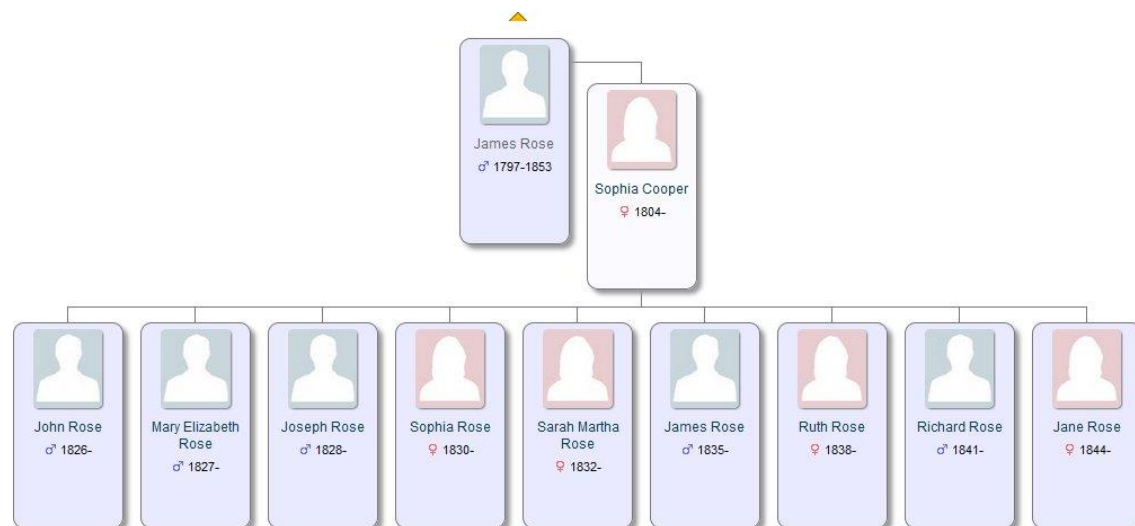 James Rose
♂ 1797-1853
Sophia Cooper
♀ 1804-
John Rose
♂ 1826-
Mary Elizabeth
Rose
♂ 1827-
Joseph Rose
♂ 1828-
Sophia Rose
♀ 1830-
Sarah Martha
Rose
♀ 1832-
James Rose
♂ 1835-
Ruth Rose
♀ 1838-
Richard Rose
♂ 1841-
Jane Rose
♀ 1844-